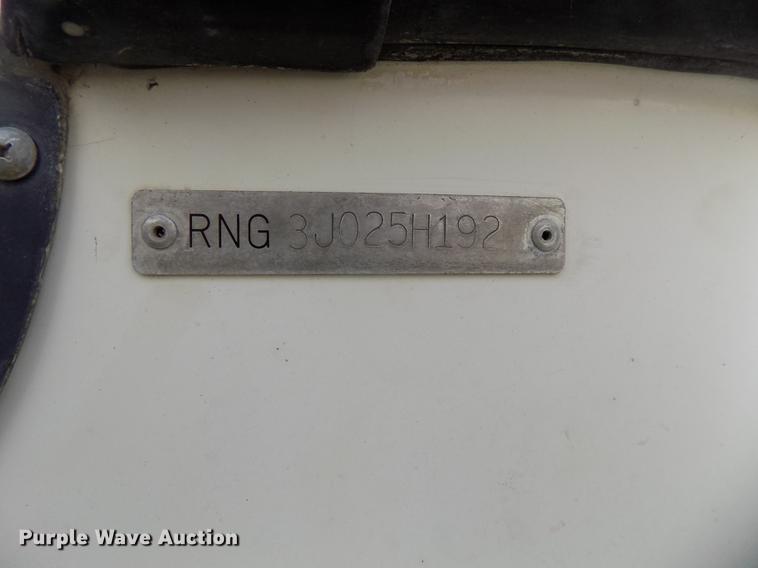 RNG 3J025H192
Purple Wave Auction